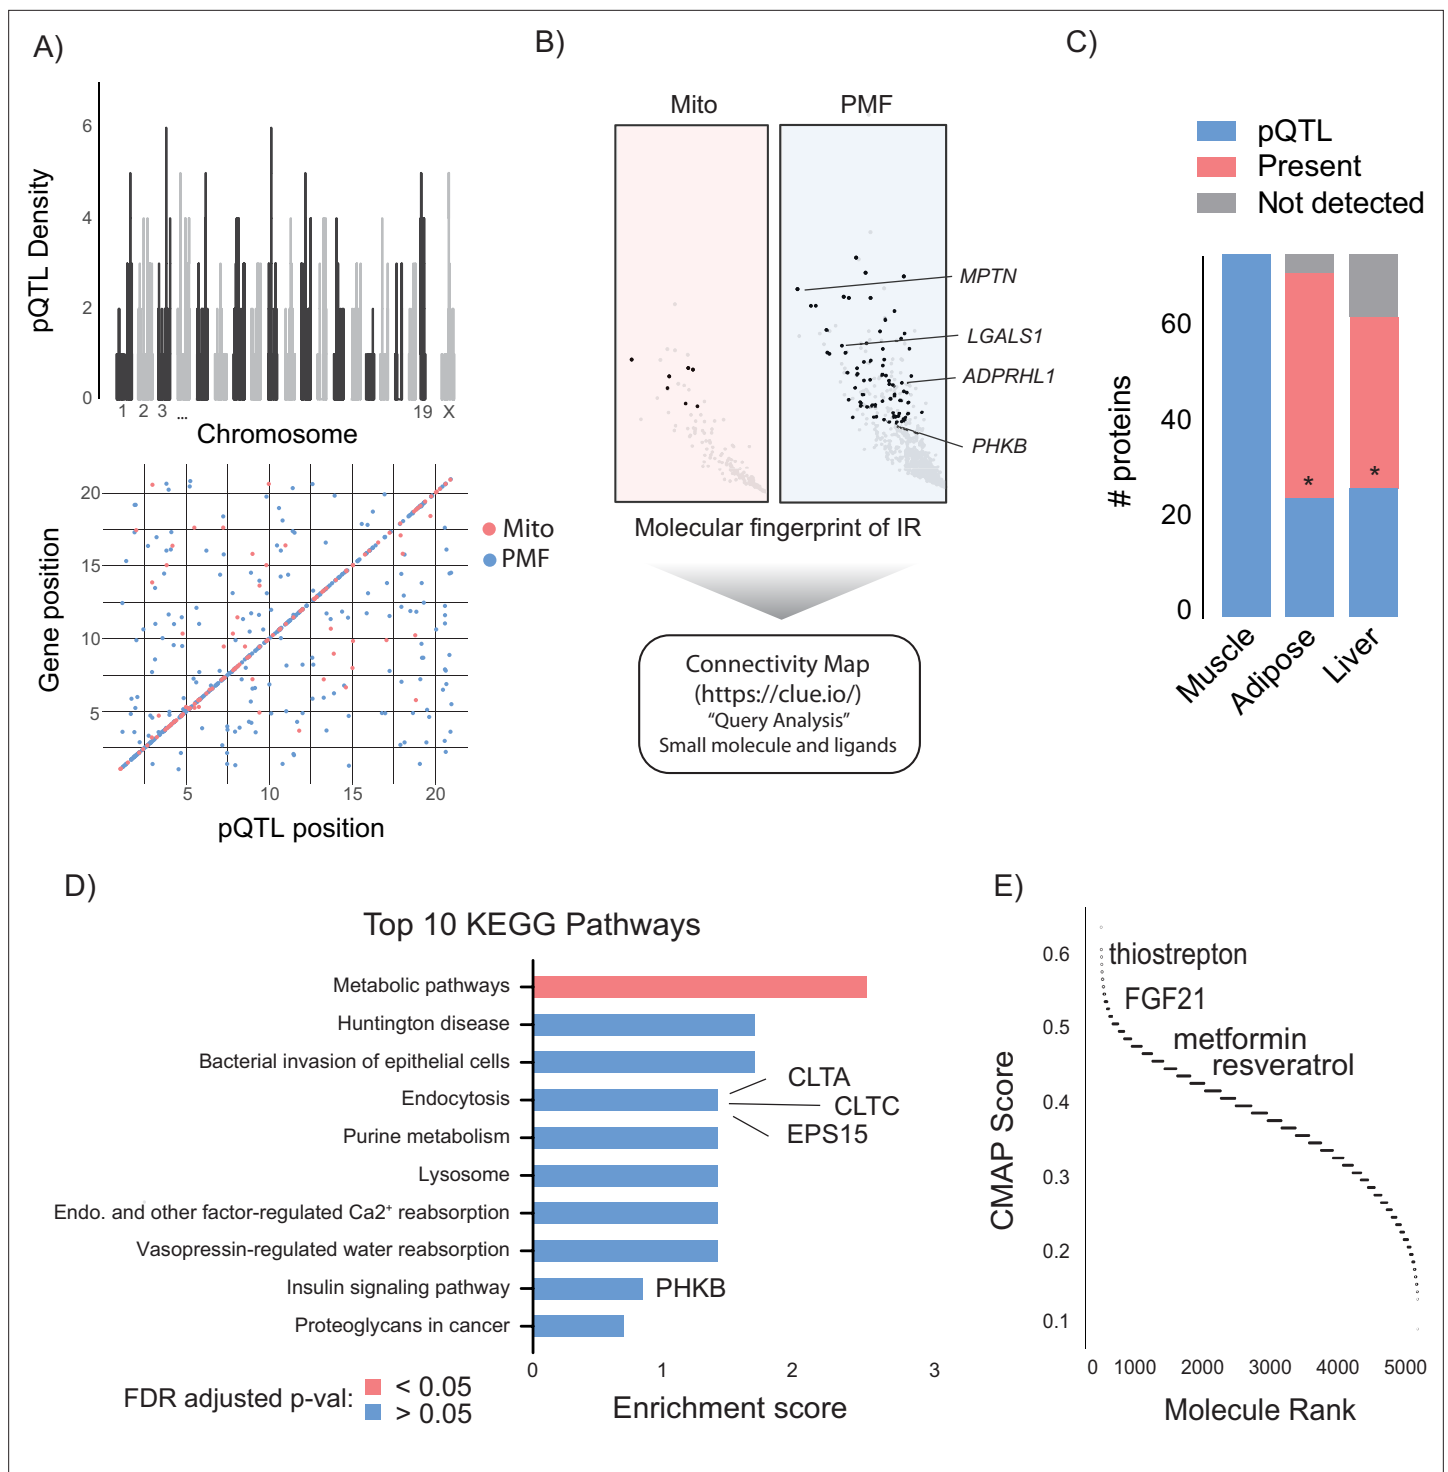 A)
pQTL Density
6
4
2
0
1 2 3 ... 19 X
Chromosome
Gene position
20
15
10
5
5 10 15 20
pQTL position
Mito
PMF
B)
Mito PMF
MPTN
LGALS1
ADPRHL1
PHKB
Molecular fingerprint of IR
Connectivity Map
(https://clue.io/)
“Query Analysis”
Small molecule and ligands
C)
pQTL
Present
Not detected
# proteins
60
40
20
0
* *
Muscle
Adipose
Liver
D)
Top 10 KEGG Pathways
Metabolic pathways
Huntington disease
Bacterial invasion of epithelial cells
Endocytosis
CLTA
CLTC
EPS15
Purine metabolism
Lysosome
Endo. and other factor-regulated Ca2⁺ reabsorption
Vasopressin-regulated water reabsorption
Insulin signaling pathway
PHKB
Proteoglycans in cancer
0 1 2 3
Enrichment score
FDR adjusted p-val:
< 0.05
> 0.05
E)
CMAP Score
0.6
0.5
0.4
0.3
0.2
0.1
thiostrepton
FGF21
metformin
resveratrol
0 1000 2000 3000 4000 5000
Molecule Rank